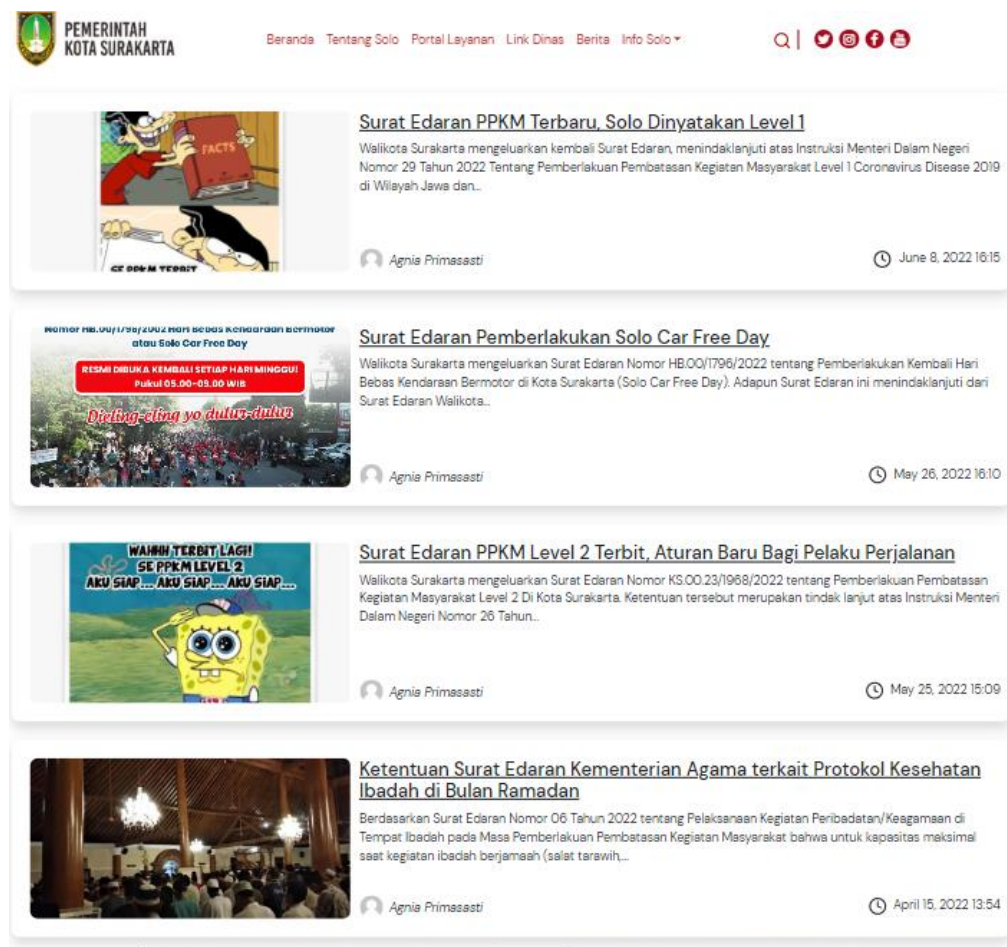 PEMERINTAH
KOTA SURAKARTA
Beranda Tentang Solo Portal Layanan Link Dinas Berita Info Solo
FACTS
SE PPKM TERBIT
Surat Edaran PPKM Terbaru, Solo Dinyatakan Level 1
Walikota Surakarta mengeluarkan kembali Surat Edaran, menindaklanjuti atas Instruksi Menteri Dalam Negeri
Nomor 29 Tahun 2022 Tentang Pemberlakuan Pembatasan Kegiatan Masyarakat Level 1 Coronavirus Disease 2019
di Wilayah Jawa dan...
Agnia Primasasti
June 8, 2022 16:15
Nomor HB.00/1796/2002 Hari Bebas Kendaraan Bermotor
atau Solo Car Free Day
RESMI DIBUKA KEMBALI SETIAP HARI MINGGU!
Pukul 05.00-09.00 WIB
Dieling-eling yo dulur-dulur
Surat Edaran Pemberlakukan Solo Car Free Day
Walikota Surakarta mengeluarkan Surat Edaran Nomor HB.00/1796/2022 tentang Pemberlakukan Kembali Hari
Bebas Kendaraan Bermotor di Kota Surakarta (Solo Car Free Day). Adapun Surat Edaran ini menindaklanjuti dari
Surat Edaran Walikota...
Agnia Primasasti
May 26, 2022 16:10
WAHHH TERBIT LAGI!
SE PPKM LEVEL 2
AKU SIAP .... AKU SIAP.... AKU SIAP....
Surat Edaran PPKM Level 2 Terbit, Aturan Baru Bagi Pelaku Perjalanan
Walikota Surakarta mengeluarkan Surat Edaran Nomor KS.00.23/1968/2022 tentang Pemberlakuan Pembatasan
Kegiatan Masyarakat Level 2 Di Kota Surakarta. Ketentuan tersebut merupakan tindak lanjut atas Instruksi Menteri
Dalam Negeri Nomor 26 Tahun...
Agnia Primasasti
May 25, 2022 15:09
Ketentuan Surat Edaran Kementerian Agama terkait Protokol Kesehatan
Ibadah di Bulan Ramadan
Berdasarkan Surat Edaran Nomor 06 Tahun 2022 tentang Pelaksanaan Kegiatan Peribadatan/Keagamaan di
Tempat Ibadah pada Masa Pemberlakuan Pembatasan Kegiatan Masyarakat bahwa untuk kapasitas maksimal
saat kegiatan ibadah berjamaah (salat tarawih,...
Agnia Primasasti
April 15, 2022 13:54